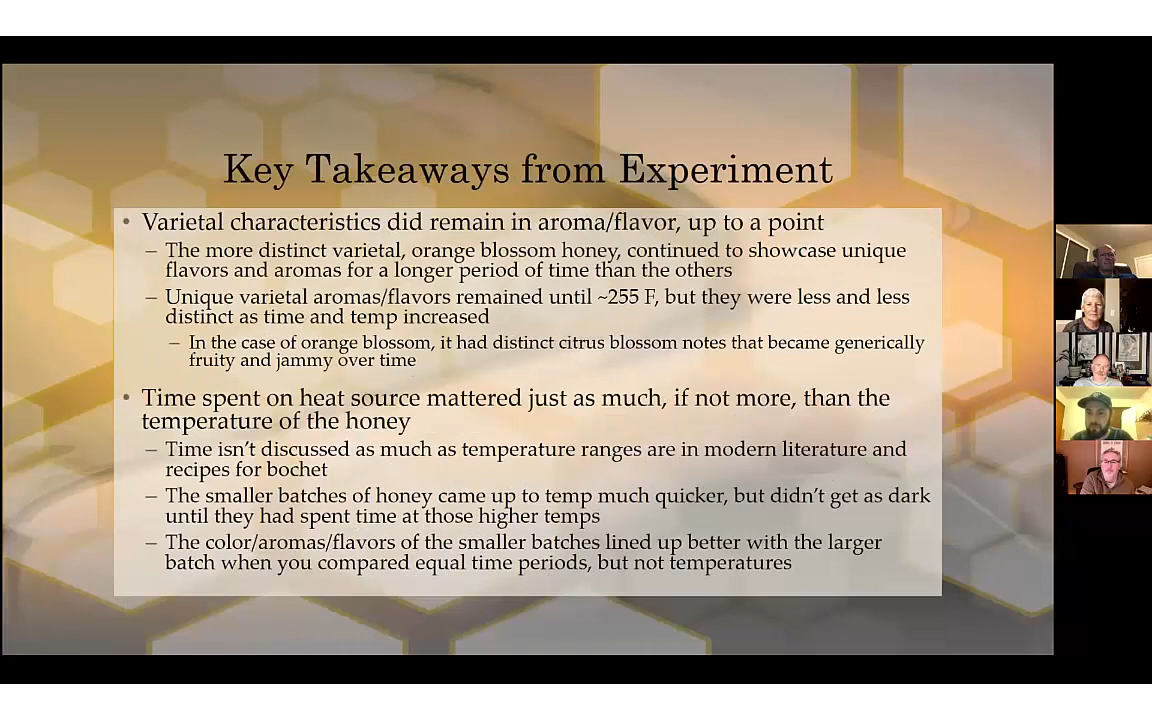 Key Takeaways from Experiment
• Varietal characteristics did remain in aroma/flavor, up to a point
– The more distinct varietal, orange blossom honey, continued to showcase unique
flavors and aromas for a longer period of time than the others
– Unique varietal aromas/flavors remained until ~255 F, but they were less and less
distinct as time and temp increased
– In the case of orange blossom, it had distinct citrus blossom notes that became generically
fruity and jammy over time
• Time spent on heat source mattered just as much, if not more, than the
temperature of the honey
– Time isn't discussed as much as temperature ranges are in modern literature and
recipes for bochet
– The smaller batches of honey came up to temp much quicker, but didn't get as dark
until they had spent time at those higher temps
– The color/aromas/flavors of the smaller batches lined up better with the larger
batch when you compared equal time periods, but not temperatures